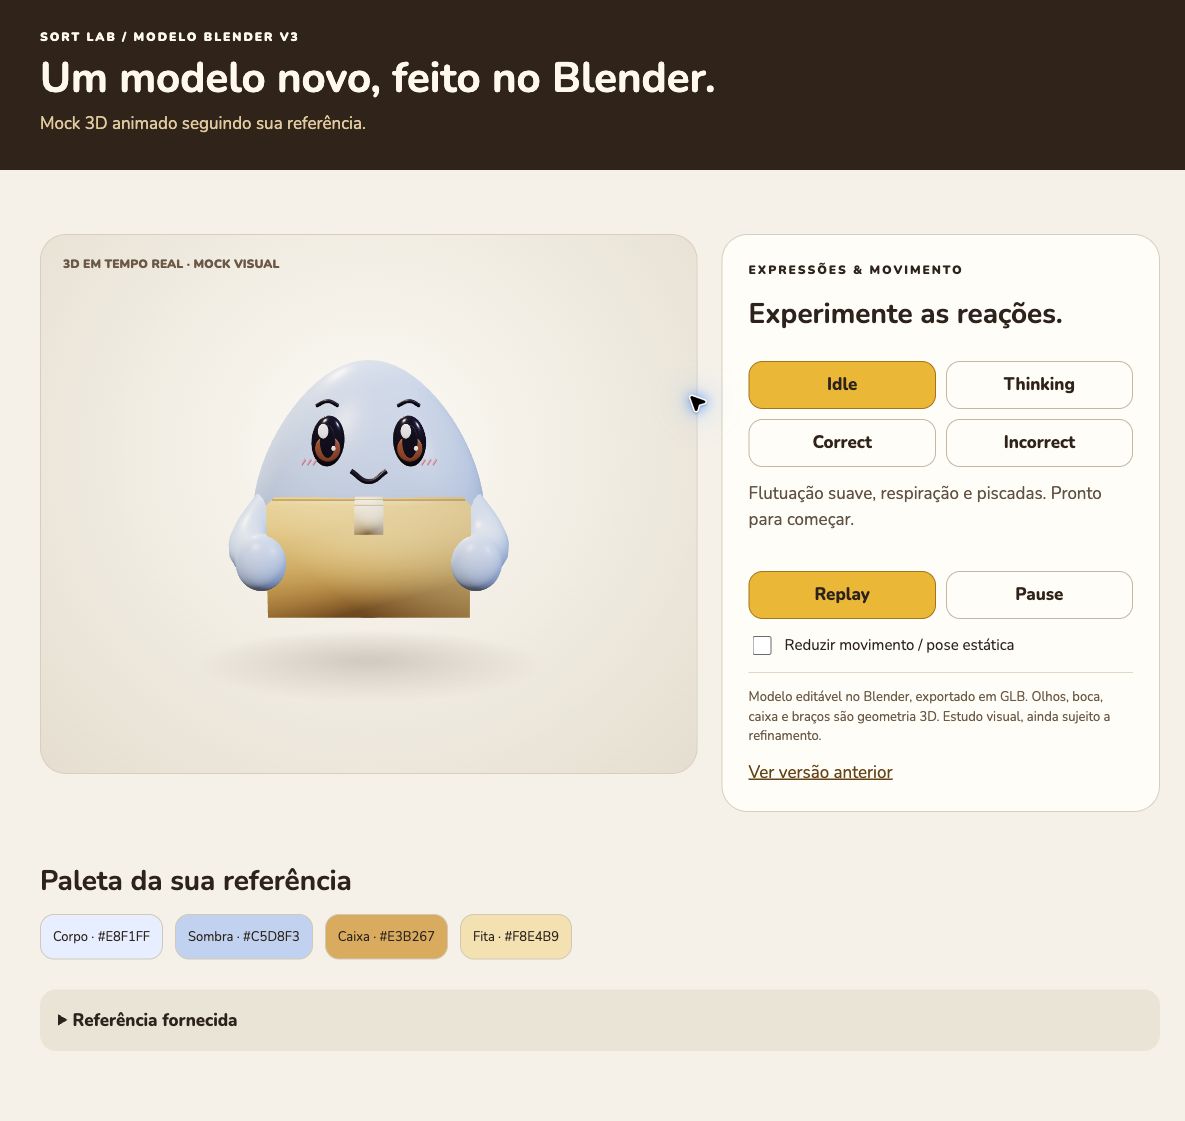 SORT LAB / MODELO BLENDER V3
Um modelo novo, feito no Blender.
Mock 3D animado seguindo sua referência.
3D EM TEMPO REAL · MOCK VISUAL
EXPRESSÕES & MOVIMENTO
Experimente as reações.
Idle
Thinking
Correct
Incorrect
Flutuação suave, respiração e piscadas. Pronto
para começar.
Replay
Pause
Reduzir movimento / pose estática
Modelo editável no Blender, exportado em GLB. Olhos, boca,
caixa e braços são geometria 3D. Estudo visual, ainda sujeito a
refinamento.
Ver versão anterior
Paleta da sua referência
Corpo · #E8F1FF
Sombra · #C5D8F3
Caixa · #E3B267
Fita · #F8E4B9
Referência fornecida